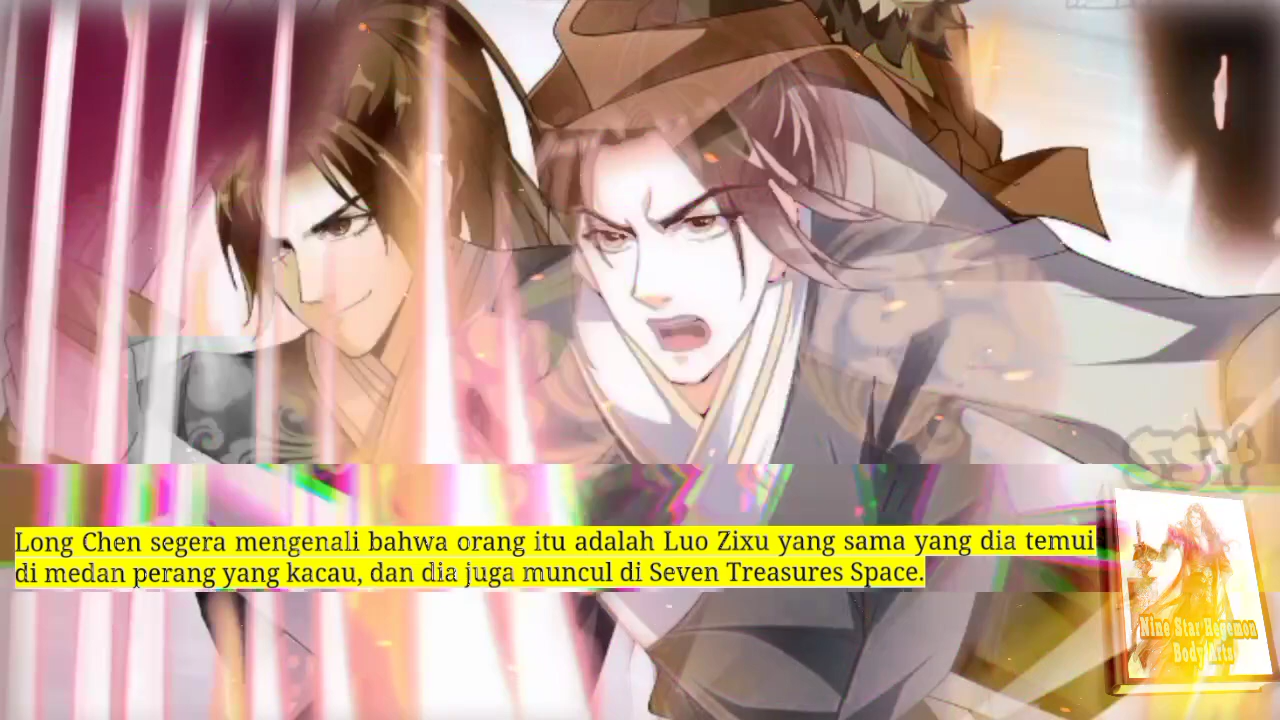 Long Chen segera mengenali bahwa orang itu adalah Luo Zixu yang sama yang dia temui
di medan perang yang kacau, dan dia juga muncul di Seven Treasures Space.
Nine Star Hegemon
Body Arts